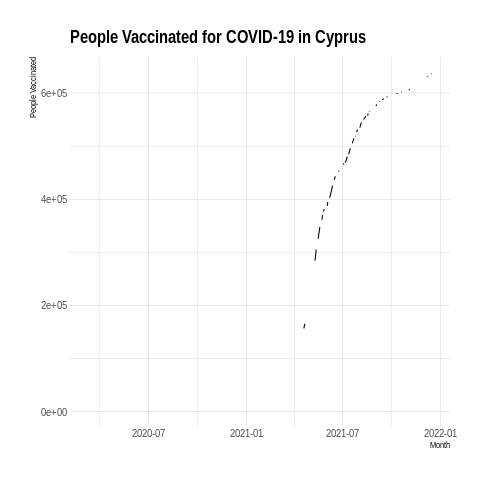 People Vaccinated for COVID-19 in Cyprus
People Vaccinated
6e+05
4e+05
2e+05
0e+00
2020-07 2021-01 2021-07 2022-01
Month